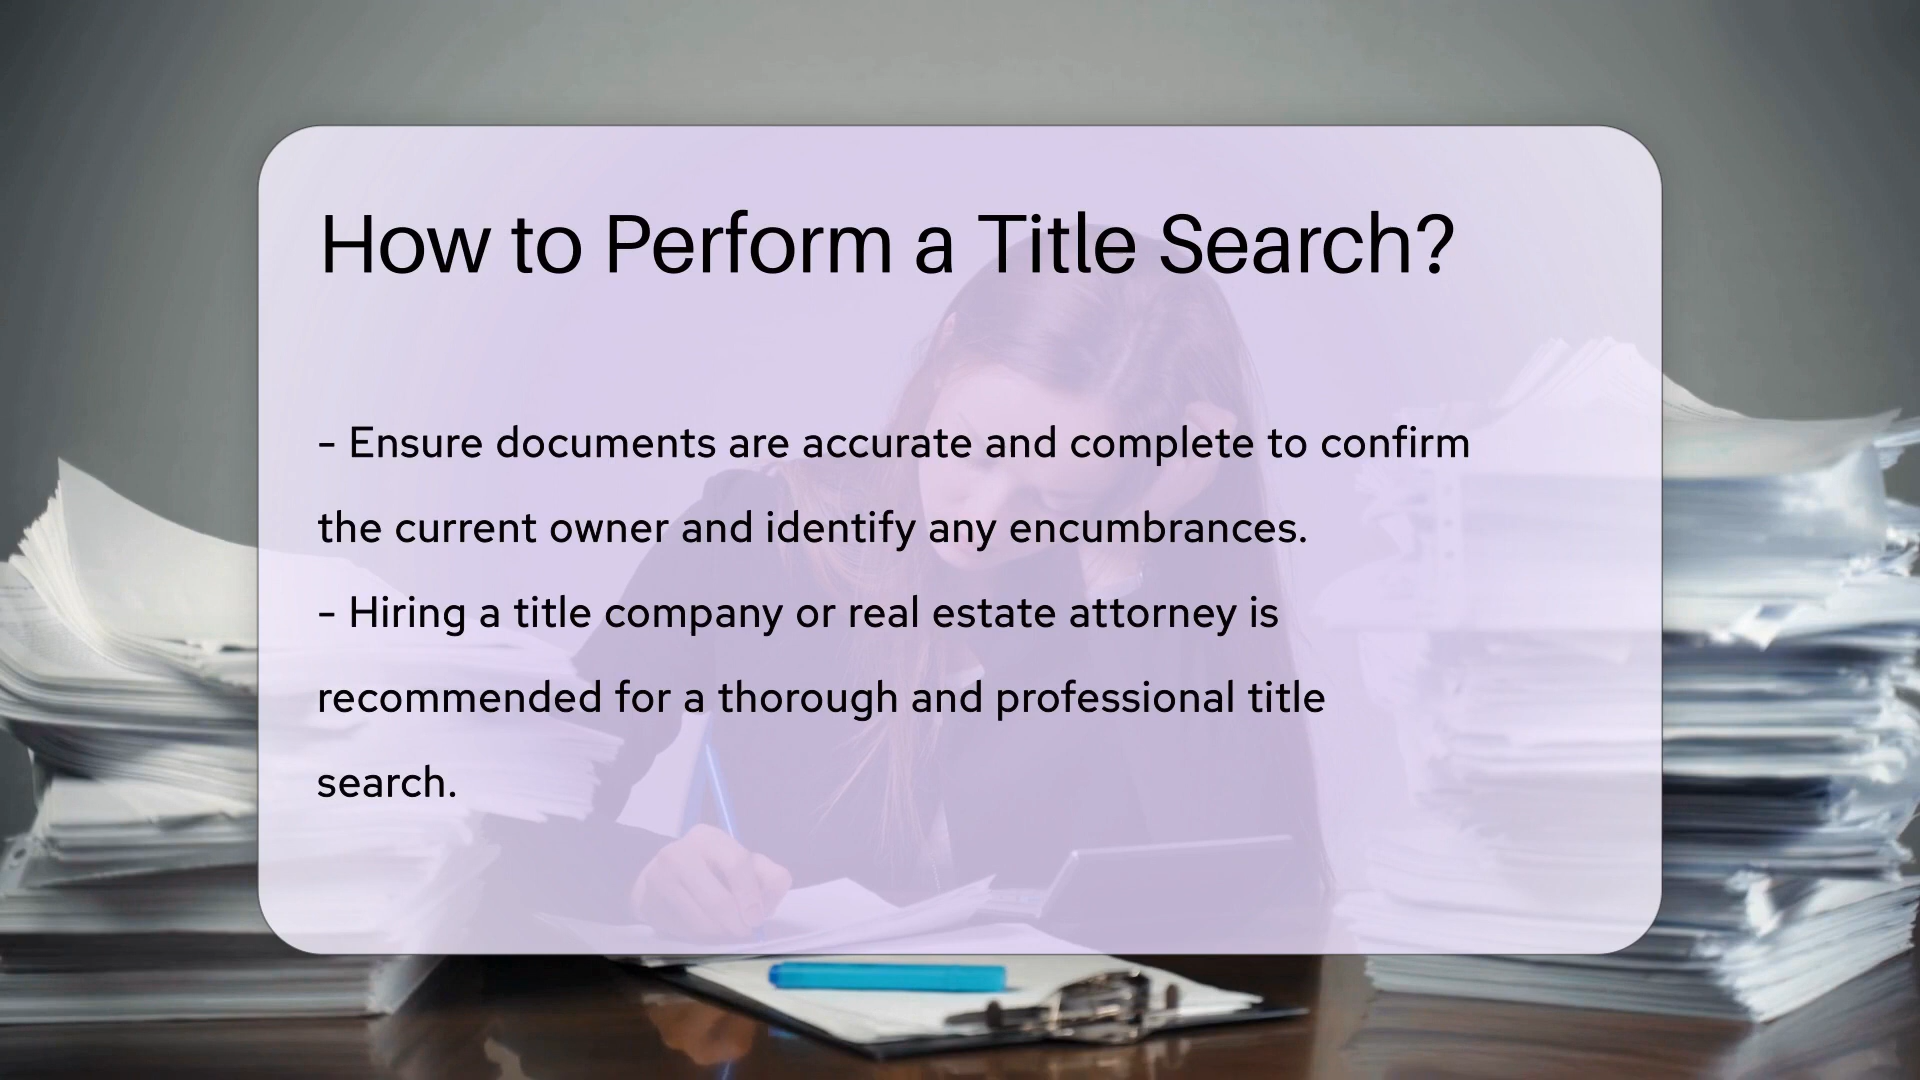 How to Perform a Title Search?
- Ensure documents are accurate and complete to confirm
the current owner and identify any encumbrances.
- Hiring a title company or real estate attorney is
recommended for a thorough and professional title
search.